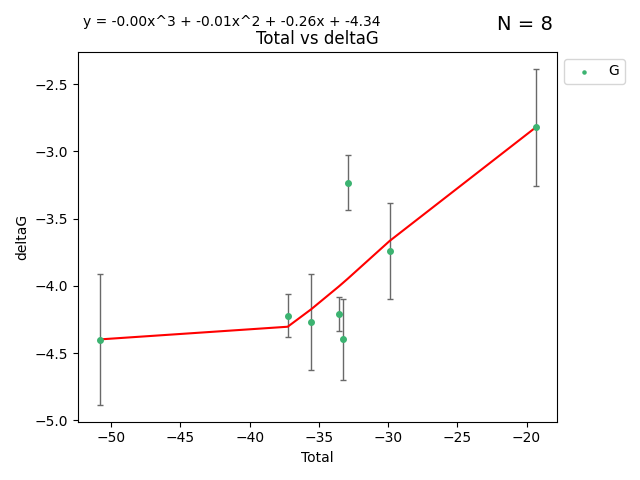 y = -0.00x^3 + -0.01x^2 + -0.26x + -4.34
N = 8
Total vs deltaG
G
−2.5
−3.0
−3.5
−4.0
−4.5
−5.0
deltaG
−50
−45
−40
−35
−30
−25
−20
Total